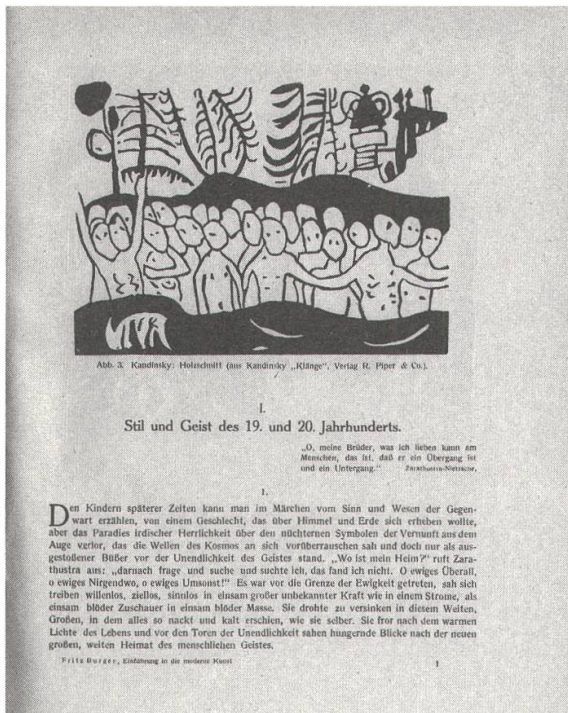 Abb. 3. Kandinsky: Holzschnitt (aus Kandinsky „Klänge“, Verlag R. Piper & Co.).
I.
Stil und Geist des 19. und 20. Jahrhunderts.
„O, meine Brüder, was ich lieben kann am
Menschen, das ist, daß er ein Übergang ist
und ein Untergang.“ Zarathustra-Nietzsche.
1.
Den Kindern späterer Zeiten kann man im Märchen vom Sinn und Wesen der Gegen-
wart erzählen, von einem Geschlecht, das über Himmel und Erde sich erheben wollte,
aber das Paradies irdischer Herrlichkeit über den nüchternen Symbolen der Vernunft aus dem
Auge verlor, das die Wellen des Kosmos an sich vorüberrauschen sah und doch nur als aus-
gestoßener Büßer vor der Unendlichkeit des Geistes stand. „Wo ist mein Heim?“ ruft Zara-
thustra aus: „darnach frage und suche und suchte ich, das fand ich nicht. O ewiges Überall,
o ewiges Nirgendwo, o ewiges Umsonst!“ Es war vor die Grenze der Ewigkeit getreten, sah sich
treiben willenlos, ziellos, sinnlos in einsam großer unbekannter Kraft wie in einem Strome, als
einsam blöder Zuschauer in einsam blöder Masse. Sie drohte zu versinken in diesem Weiten,
Großen, in dem alles so nackt und kalt erschien, wie sie selber. Sie fror nach dem warmen
Lichte des Lebens und vor den Toren der Unendlichkeit sahen hungernde Blicke nach der neuen
großen, weiten Heimat des menschlichen Geistes.
Fritz Burger, Einführung in die moderne Kunst
1